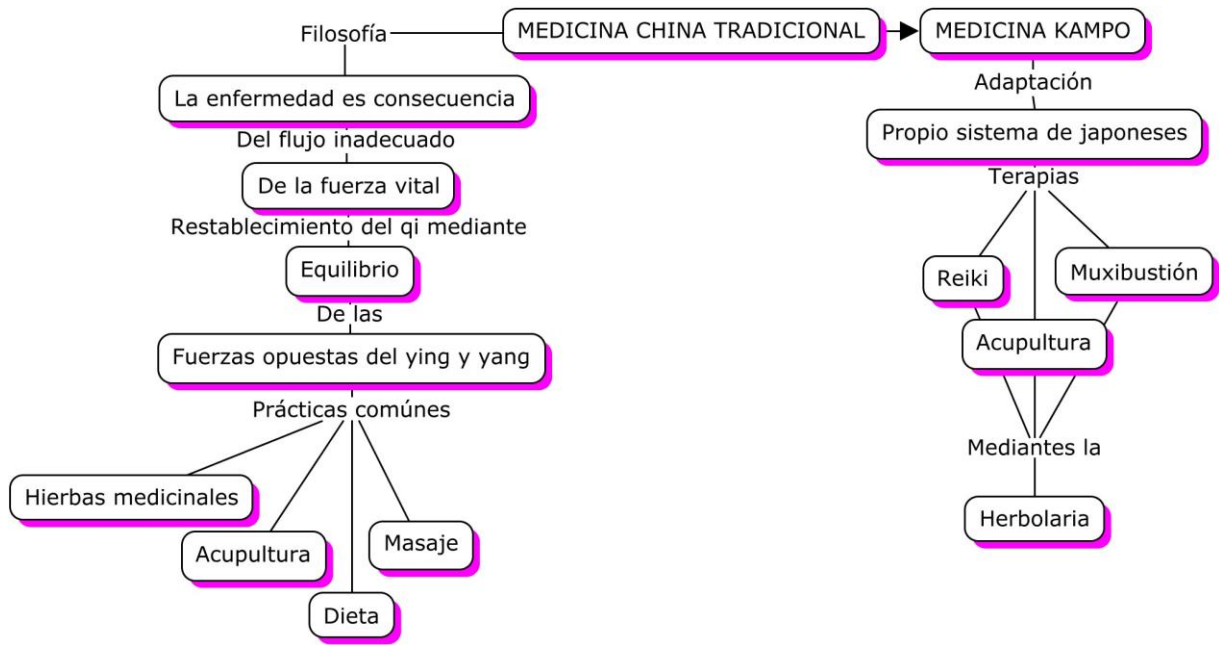 Filosofía
MEDICINA CHINA TRADICIONAL
MEDICINA KAMPO
La enfermedad es consecuencia
Del flujo inadecuado
De la fuerza vital
Restablecimiento del qi mediante
Equilibrio
De las
Fuerzas opuestas del ying y yang
Prácticas comúnes
Hierbas medicinales
Acupultura
Dieta
Masaje
Adaptación
Propio sistema de japoneses
Terapias
Reiki
Acupultura
Muxibustión
Mediantes la
Herbolaria